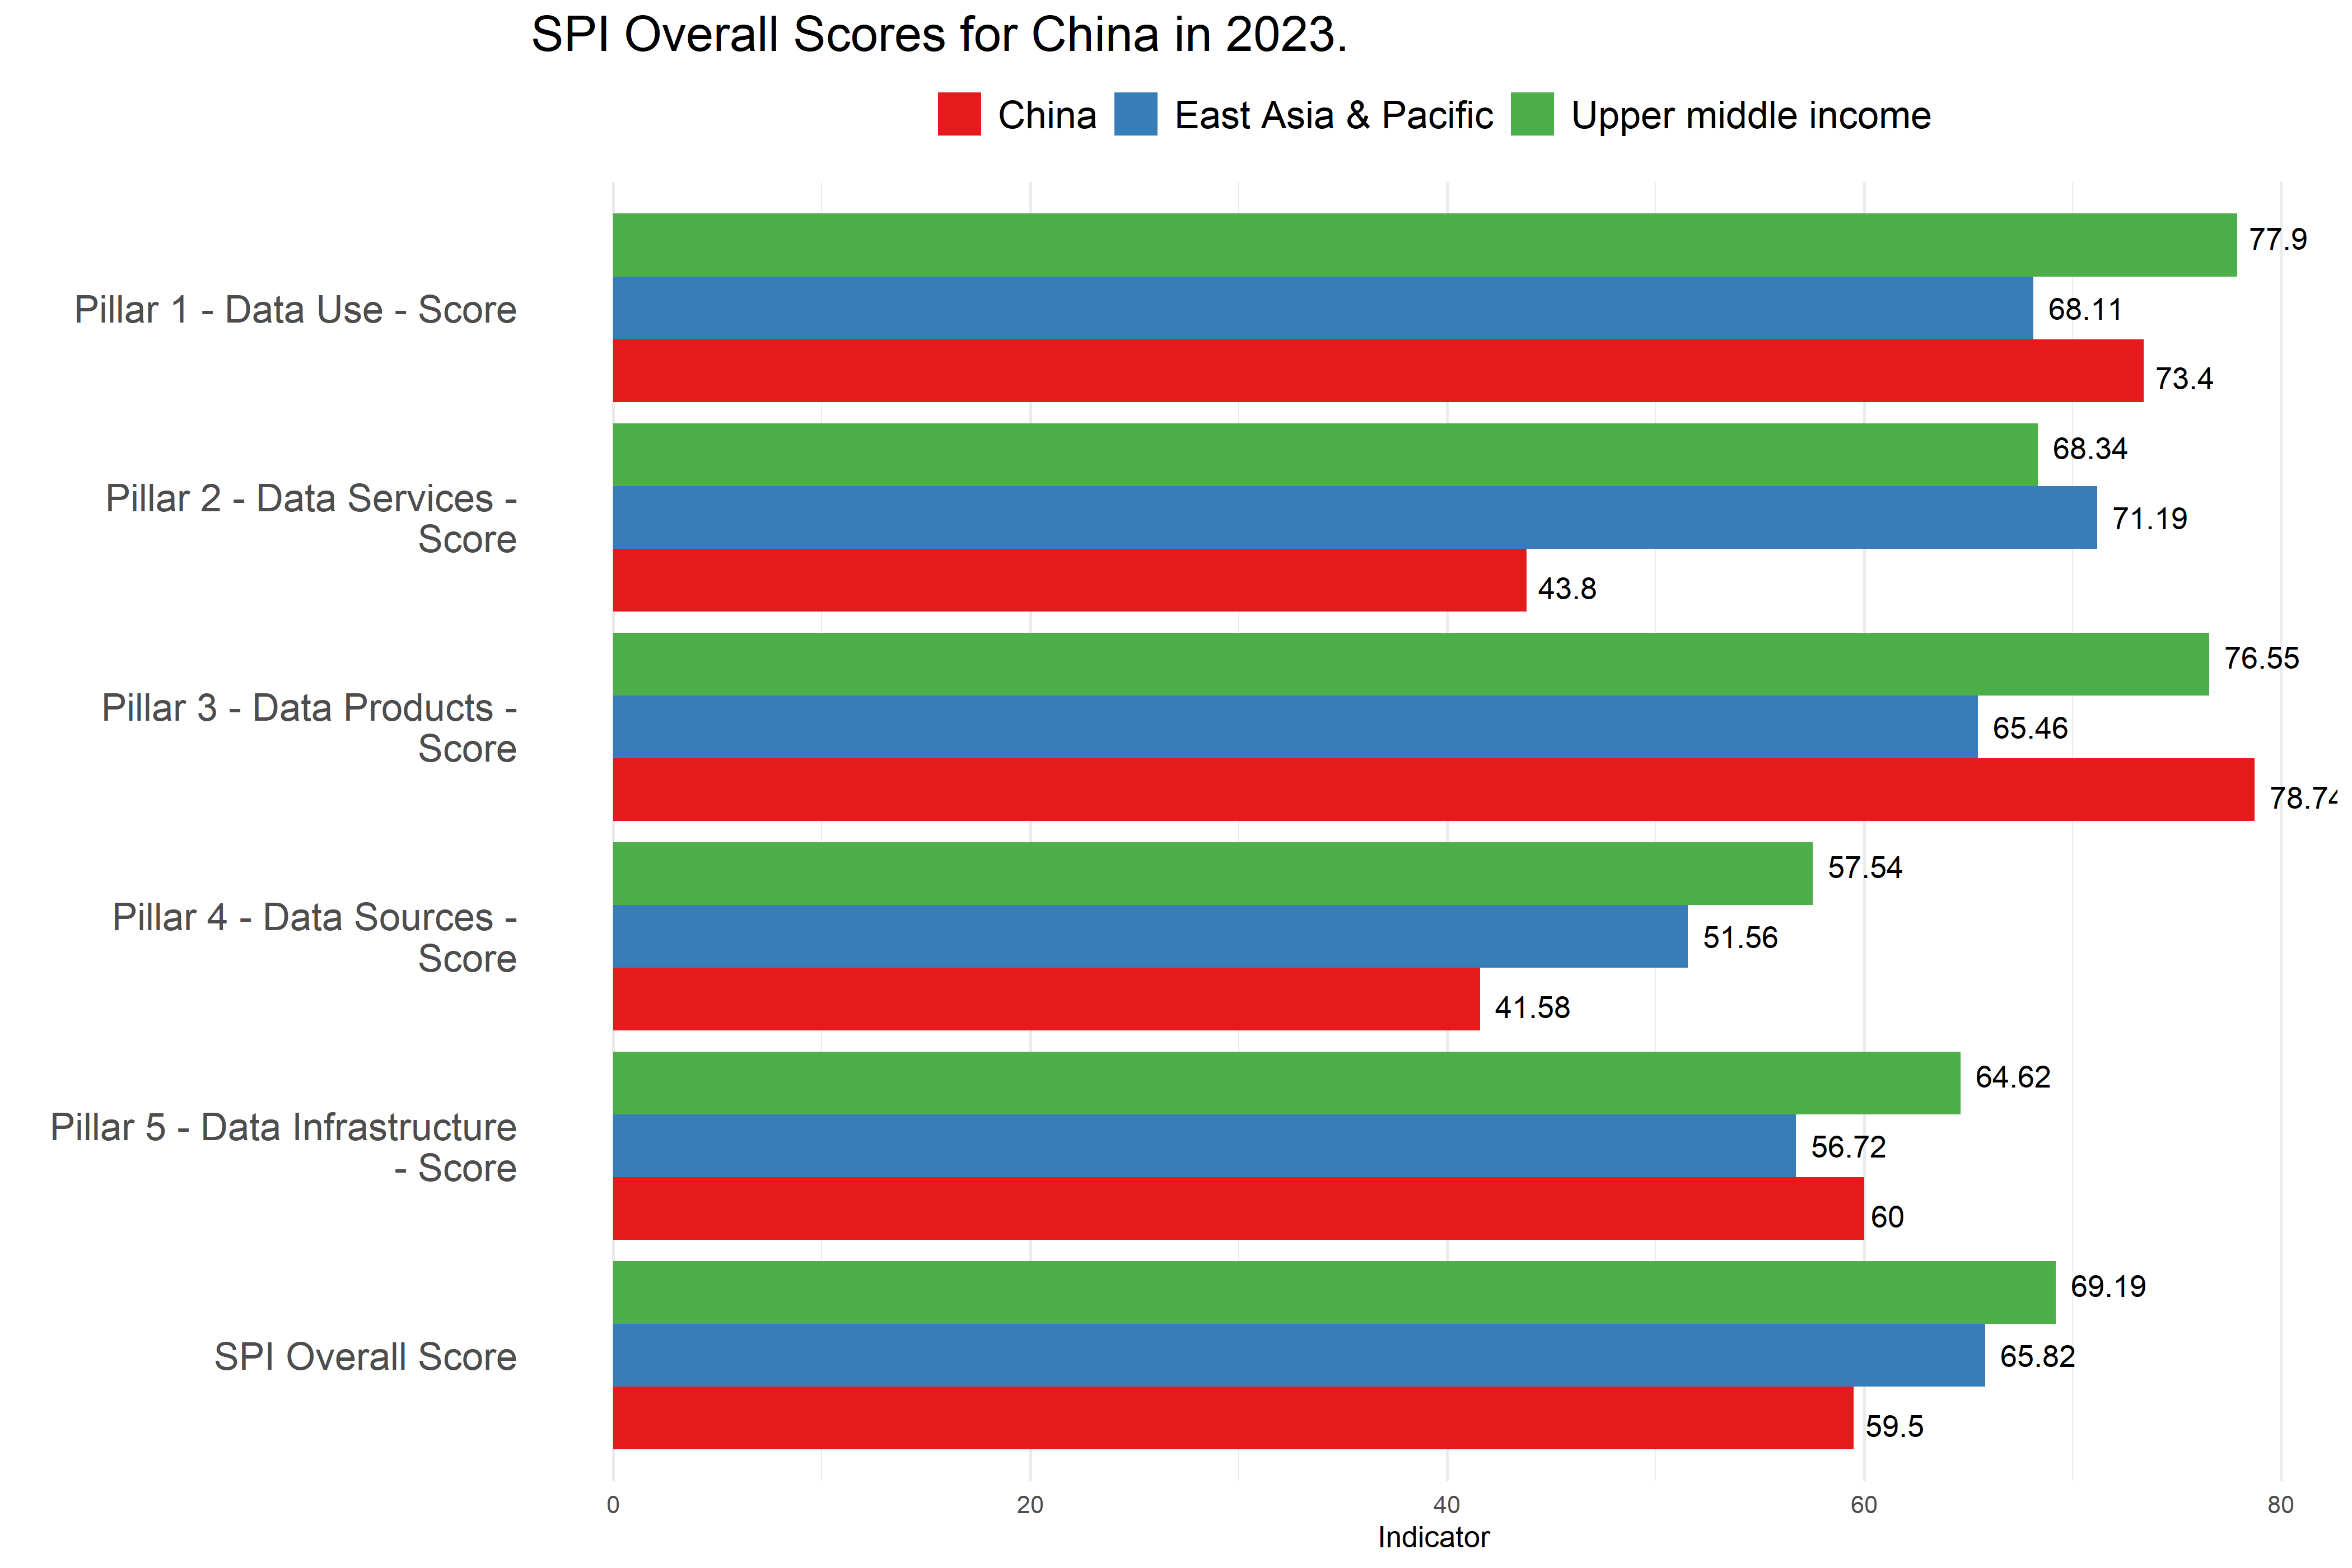 SPI Overall Scores for China in 2023.
China East Asia & Pacific Upper middle income
Pillar 1 - Data Use - Score
77.9
68.11
73.4
Pillar 2 - Data Services -
Score
68.34
71.19
43.8
Pillar 3 - Data Products -
Score
76.55
65.46
78.74
Pillar 4 - Data Sources -
Score
57.54
51.56
41.58
Pillar 5 - Data Infrastructure
- Score
64.62
56.72
60
SPI Overall Score
69.19
65.82
59.5
0 20 40 60 80
Indicator